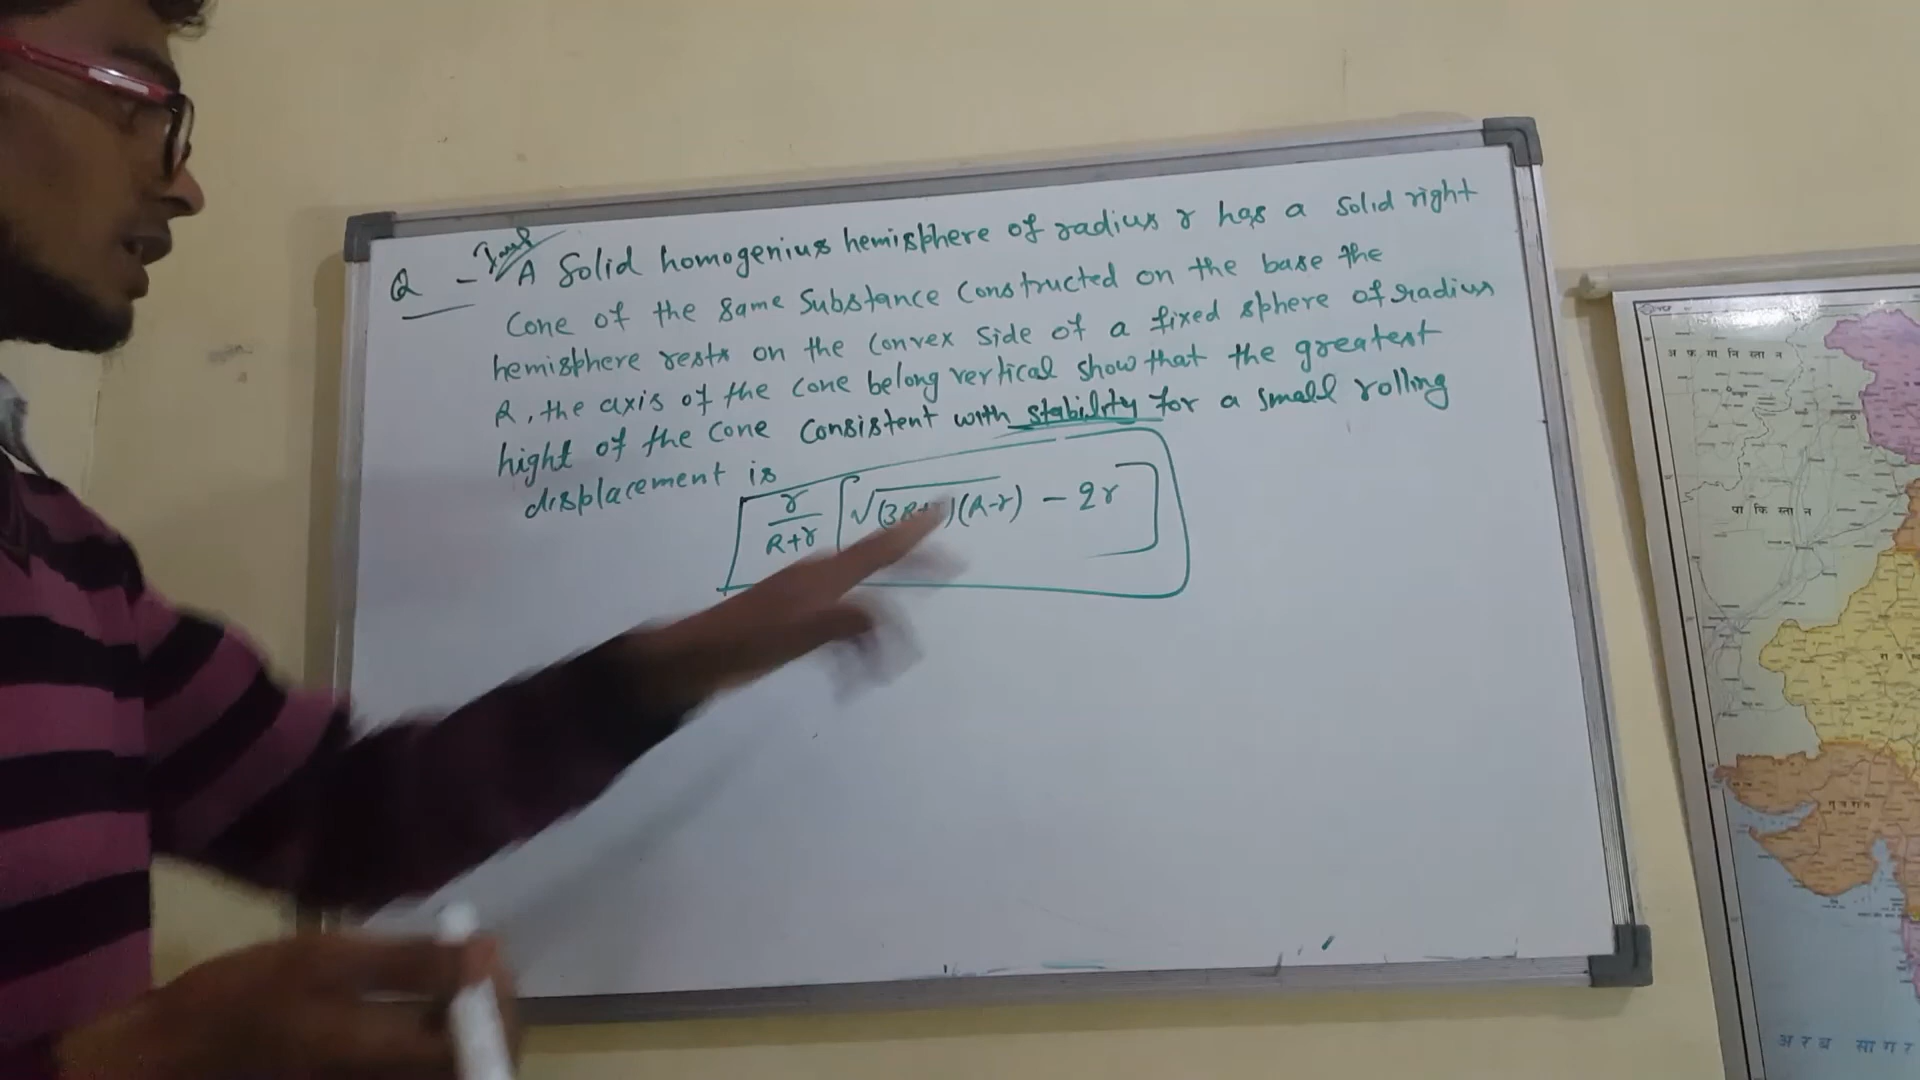 Q - A Solid homogenius hemisphere of radius r has a solid right
Cone of the same Substance Constructed on the base the
hemisphere rests on the Convex side of a fixed sphere of radius
R, the axis of the Cone belong vertical show that the greatest
hight of the cone consistent with stability for a small rolling
displacement is
r/R+r [√(3R+r)(R-r) - 2r]
अ फ़ गा नि स्ता न
पा कि स्ता न
गु ज रा त
अ र ब सा ग र